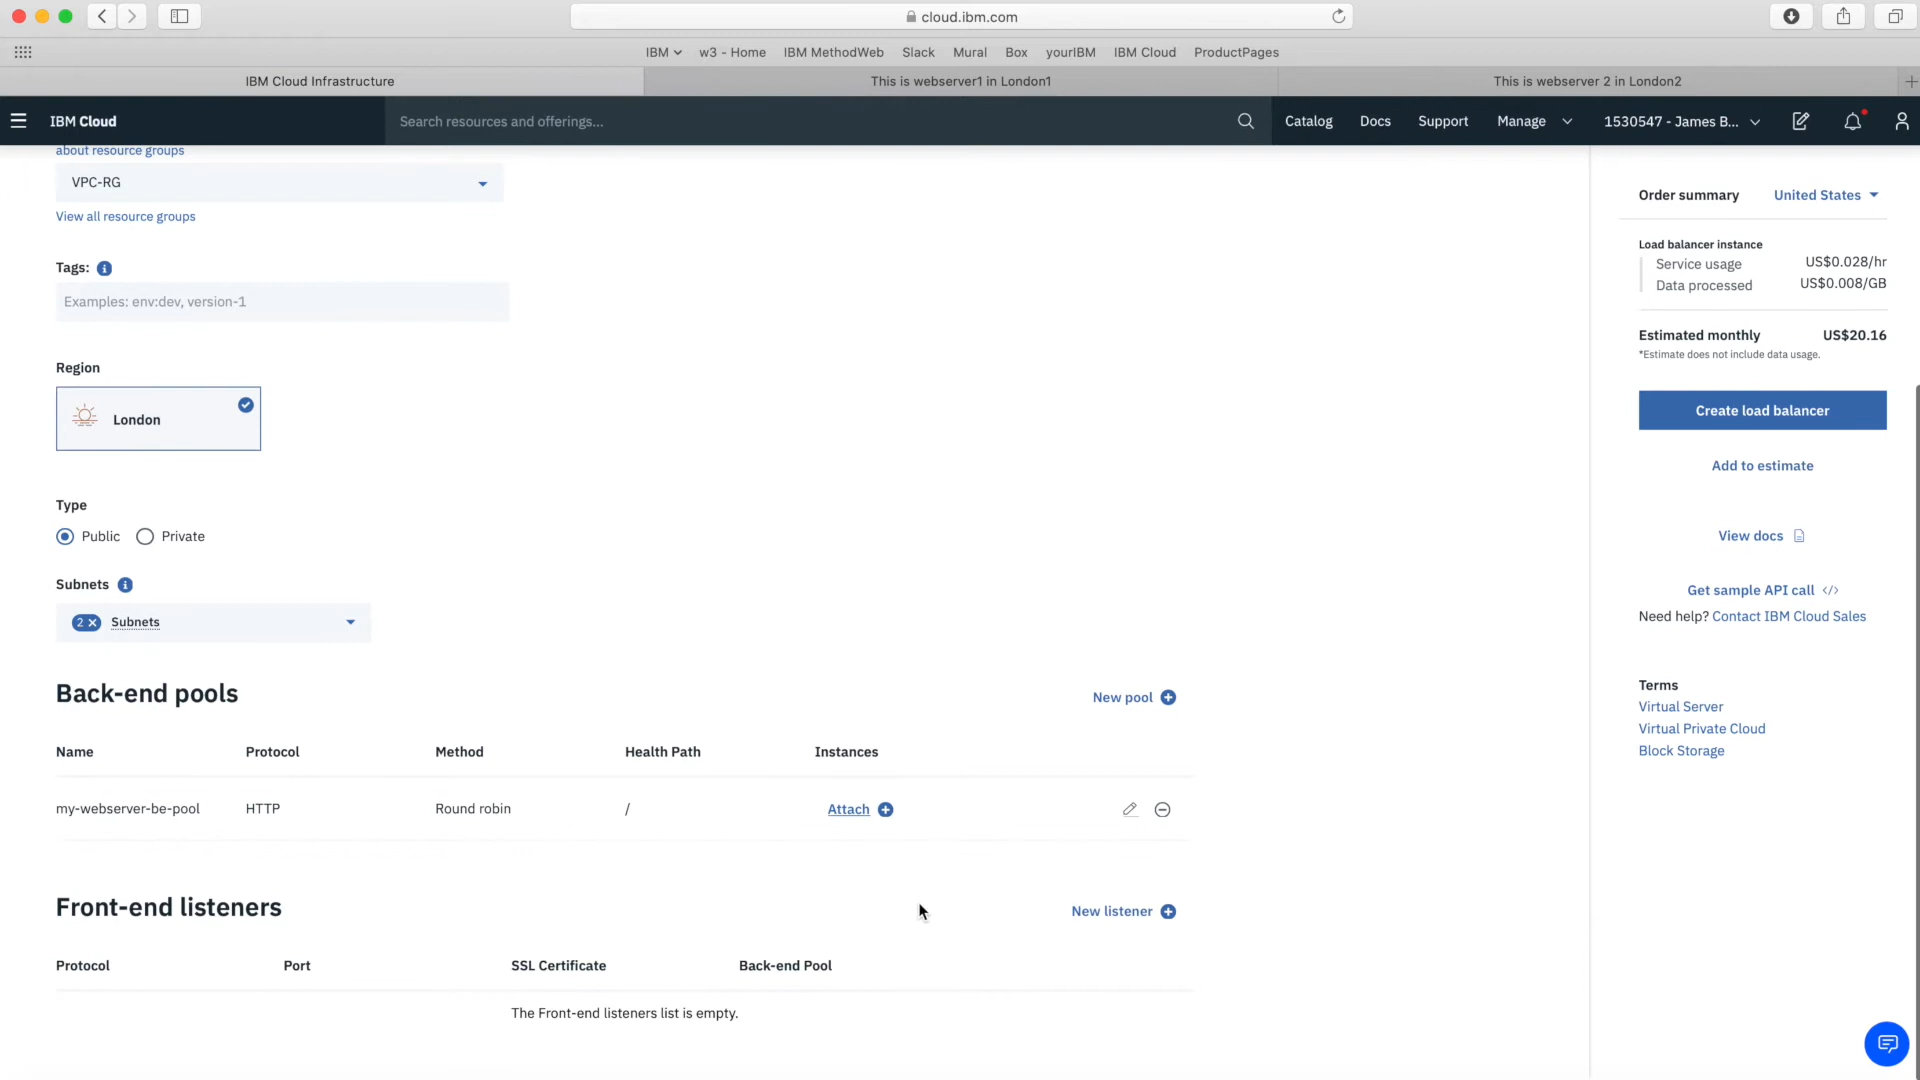 cloud.ibm.com
IBM
w3 - Home
IBM MethodWeb
Slack
Mural
Box
yourIBM
IBM Cloud
ProductPages
IBM Cloud Infrastructure
This is webserver1 in London1
This is webserver 2 in London2
IBM Cloud
Search resources and offerings...
Catalog
Docs
Support
Manage
1530547 - James B...
about resource groups
VPC-RG
View all resource groups
Tags:
Examples: env:dev, version-1
Region
London
Type
Public
Private
Subnets
2
Subnets
Back-end pools
New pool
Name Protocol Method Health Path Instances
my-webserver-be-pool HTTP Round robin / Attach
Front-end listeners
New listener
Protocol Port SSL Certificate Back-end Pool
The Front-end listeners list is empty.
Order summary
United States
Load balancer instance
Service usage US$0.028/hr
Data processed US$0.008/GB
Estimated monthly US$20.16
*Estimate does not include data usage.
Create load balancer
Add to estimate
View docs
Get sample API call </>
Need help? Contact IBM Cloud Sales
Terms
Virtual Server
Virtual Private Cloud
Block Storage